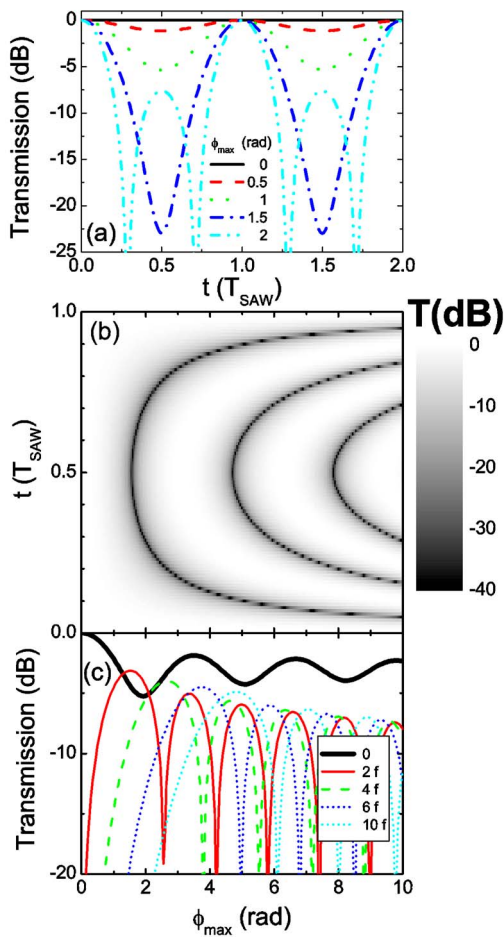 Transmission (dB)
0
-5
-10
-15
-20
-25
ϕmax (rad)
0
0.5
1
1.5
2
(a)
0.0 0.5 1.0 1.5 2.0
t (TSAW)
(b)
1.0
0.5
0.0
t (TSAW)
T(dB)
0
-10
-20
-30
-40
(c)
Transmission (dB)
-10
-20
0
2 f
4 f
6 f
10 f
0 2 4 6 8 10
ϕmax (rad)